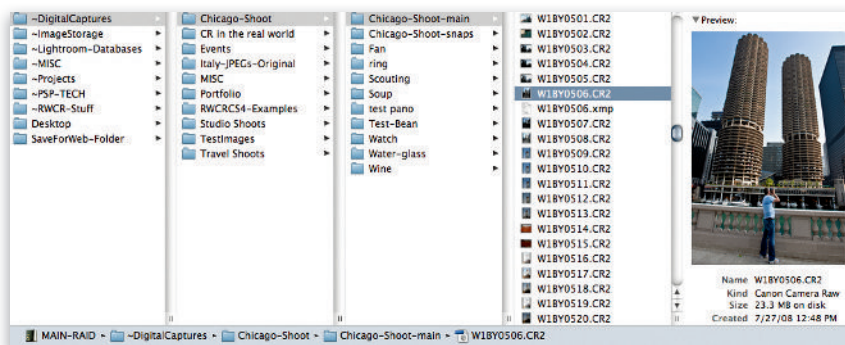 ~DigitalCaptures
~ImageStorage
~Lightroom-Databases
~MISC
~Projects
~PSP-TECH
~RWCR-Stuff
Desktop
SaveForWeb-Folder
Chicago-Shoot
CR in the real world
Events
Italy-JPEGs-Original
MISC
Portfolio
RWCRCS4-Examples
Studio Shoots
TestImages
Travel Shoots
Chicago-Shoot-main
Chicago-Shoot-snaps
Fan
ring
Scouting
Soup
test pano
Test-Bean
Watch
Water-glass
Wine
W1BY0501.CR2
W1BY0502.CR2
W1BY0503.CR2
W1BY0504.CR2
W1BY0505.CR2
W1BY0506.CR2
W1BY0506.xmp
W1BY0507.CR2
W1BY0508.CR2
W1BY0509.CR2
W1BY0510.CR2
W1BY0511.CR2
W1BY0512.CR2
W1BY0513.CR2
W1BY0514.CR2
W1BY0515.CR2
W1BY0516.CR2
W1BY0517.CR2
W1BY0518.CR2
W1BY0519.CR2
W1BY0520.CR2
Preview:
Name W1BY0506.CR2
Kind Canon Camera Raw
Size 23.3 MB on disk
Created 7/27/08 12:48 PM
MAIN-RAID ▸ ~DigitalCaptures ▸ Chicago-Shoot ▸ Chicago-Shoot-main ▸ W1BY0506.CR2